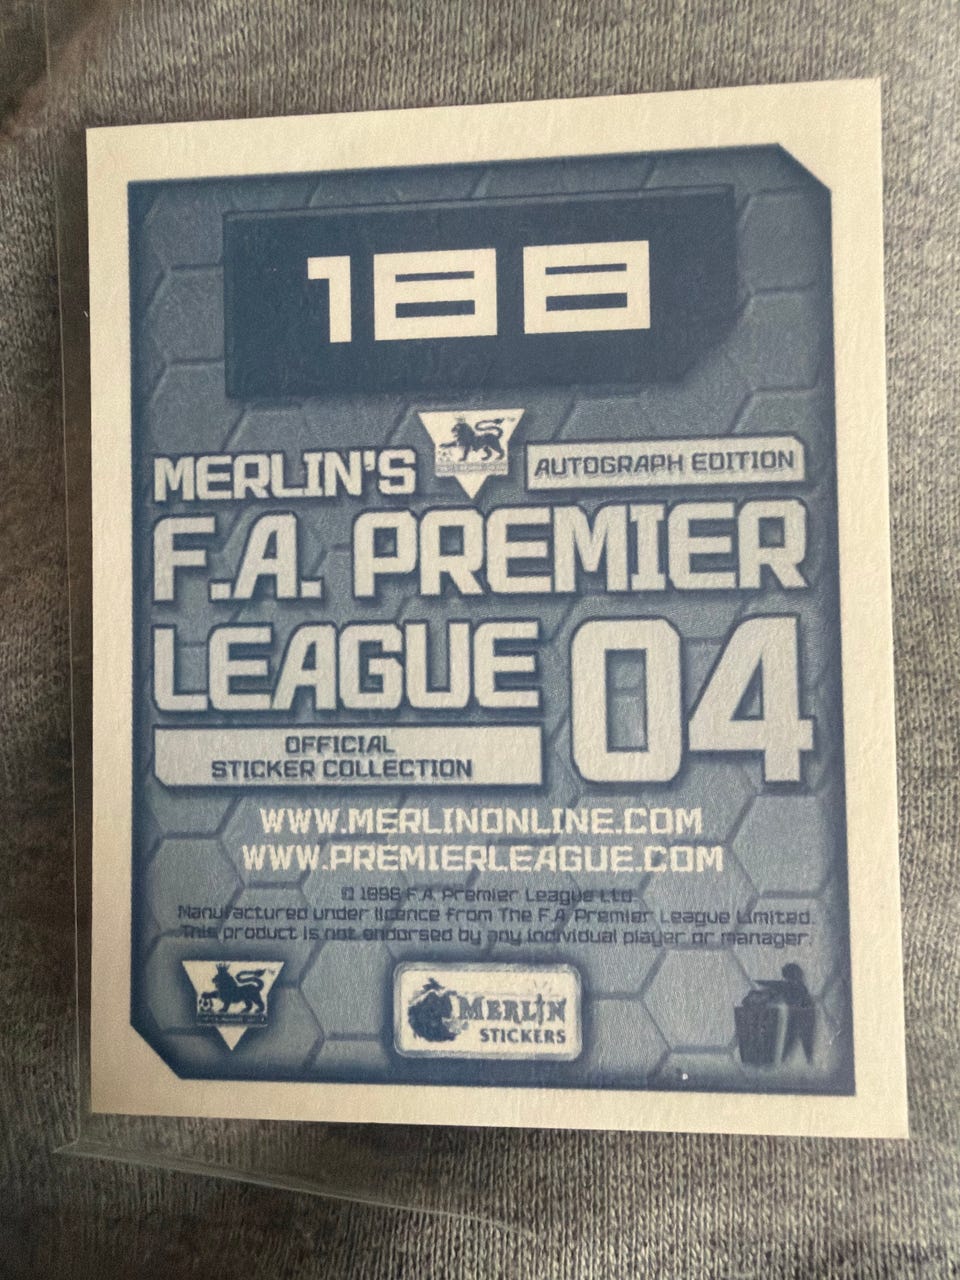 188
MERLIN'S
AUTOGRAPH EDITION
F.A. PREMIER
LEAGUE 04
OFFICIAL
STICKER COLLECTION
WWW.MERLINONLINE.COM
WWW.PREMIERLEAGUE.COM
F.A. Premier League Ltd.
Manufactured under licence from The F.A Premier League Limited.
This product is not endorsed by any individual player or manager.
MERLIN
STICKERS